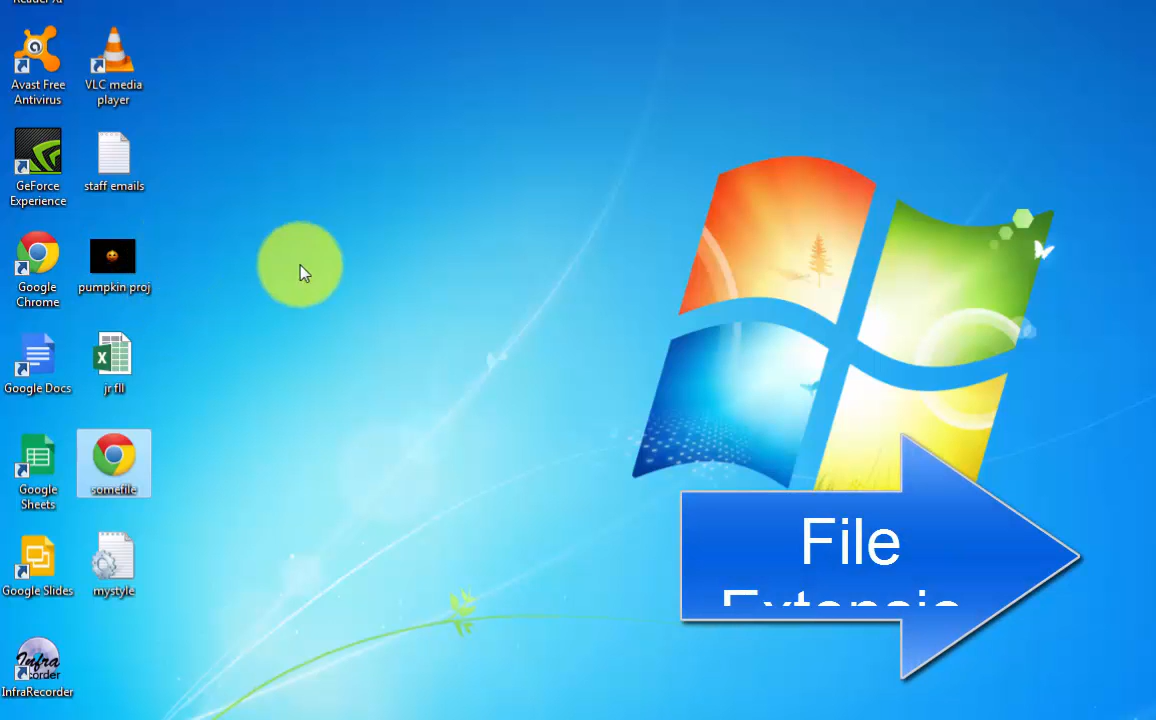 Avast Free
Antivirus
VLC media
player
GeForce
Experience
staff emails
Google
Chrome
pumpkin proj
Google Docs
jr fll
Google
Sheets
somefile
Google Slides
mystyle
InfraRecorder
File